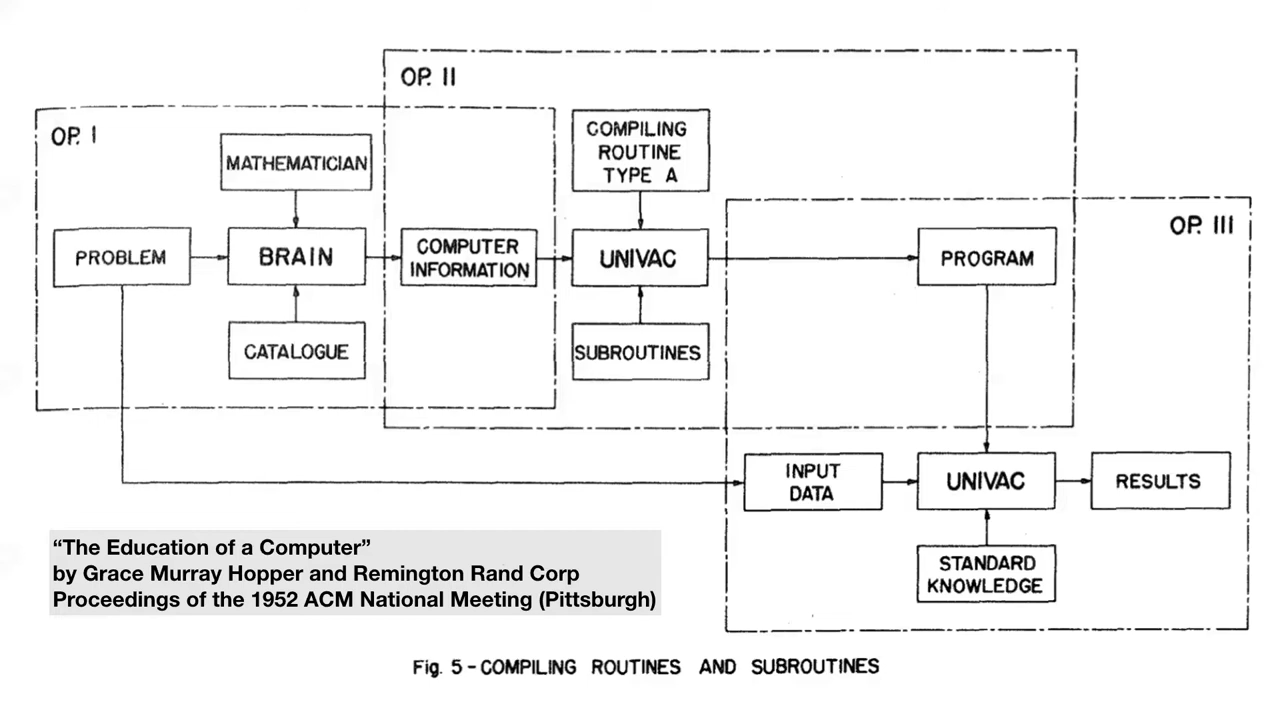 OP. II
OP. I
COMPILING
ROUTINE
TYPE A
MATHEMATICIAN
OP. III
PROBLEM
BRAIN
COMPUTER
INFORMATION
UNIVAC
PROGRAM
CATALOGUE
SUBROUTINES
INPUT
DATA
UNIVAC
RESULTS
STANDARD
KNOWLEDGE
“The Education of a Computer”
by Grace Murray Hopper and Remington Rand Corp
Proceedings of the 1952 ACM National Meeting (Pittsburgh)
Fig. 5 - COMPILING ROUTINES AND SUBROUTINES